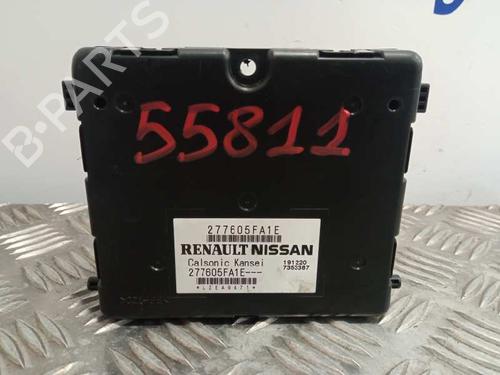 B-PARTS
55811
277605FA1E
RENAULT NISSAN
Calsonic Kansei 191220
277605FA1E--- 7353387